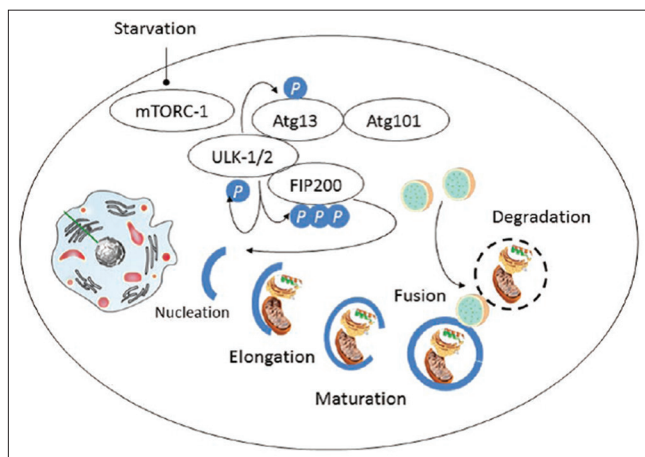 Starvation
mTORC-1
P
Atg13
Atg101
ULK-1/2
P
FIP200
P P P
Degradation
Fusion
Nucleation
Elongation
Maturation